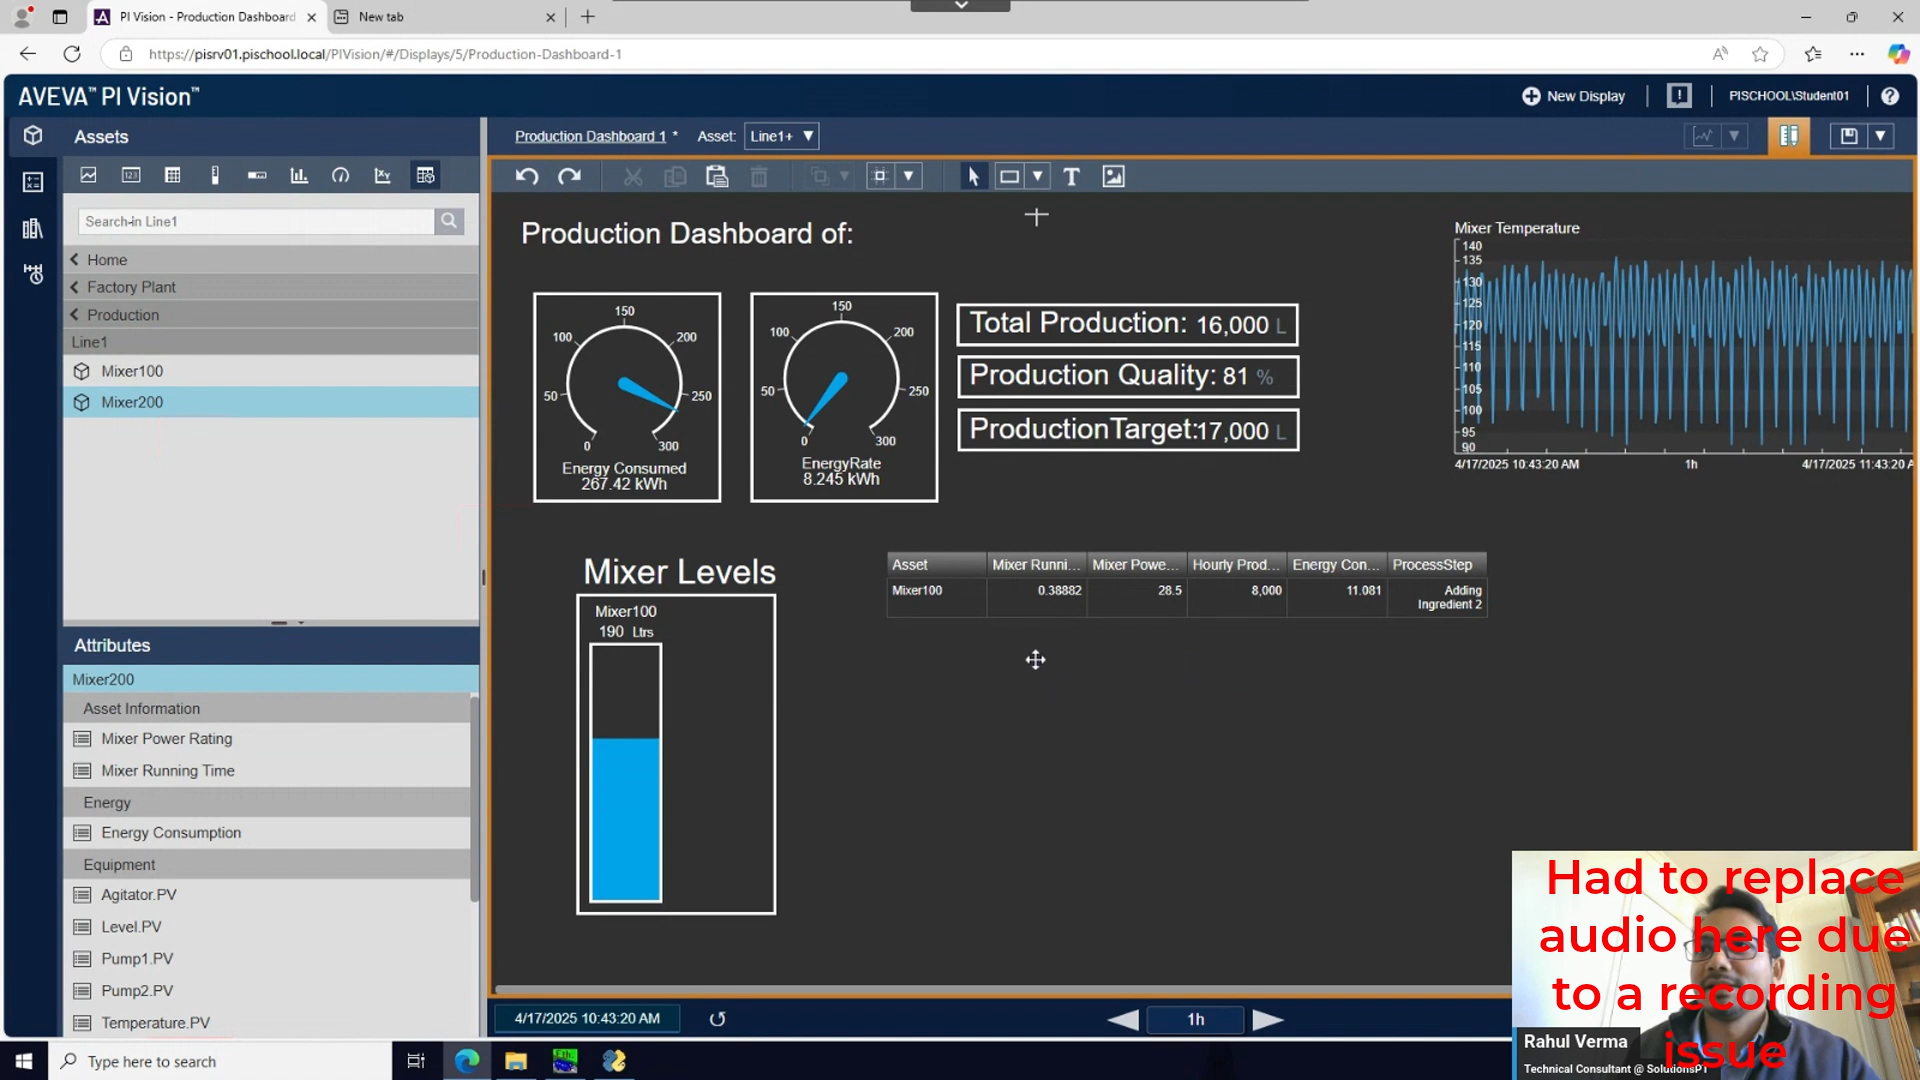 PI Vision - Production Dashboard
New tab
https://pisrv01.pischool.local/PIVision/#/Displays/5/Production-Dashboard-1
AVEVA™ PI Vision™
New Display
PISCHOOL\Student01
Assets
Production Dashboard 1 *
Asset:
Line1+
Search in Line1
Home
Factory Plant
Production
Line1
Mixer100
Mixer200
Attributes
Mixer200
Asset Information
Mixer Power Rating
Mixer Running Time
Energy
Energy Consumption
Equipment
Agitator.PV
Level.PV
Pump1.PV
Pump2.PV
Temperature.PV
Production Dashboard of:
0
50
100
150
200
250
300
Energy Consumed
267.42 kWh
0
50
100
150
200
250
300
EnergyRate
8.245 kWh
Total Production: 16,000 L
Production Quality: 81 %
ProductionTarget:17,000 L
Mixer Temperature
140
135
130
125
120
115
110
105
100
95
90
4/17/2025 10:43:20 AM
1h
4/17/2025 11:43:20 A
Mixer Levels
Mixer100
190 Ltrs
Asset Mixer Runni... Mixer Powe... Hourly Prod... Energy Con... ProcessStep
Mixer100 0.38882 28.5 8,000 11.081 Adding
Ingredient 2
4/17/2025 10:43:20 AM
1h
Had to replace
audio here due
to a recording
issue
Rahul Verma
Technical Consultant @ SolutionsPT
Type here to search